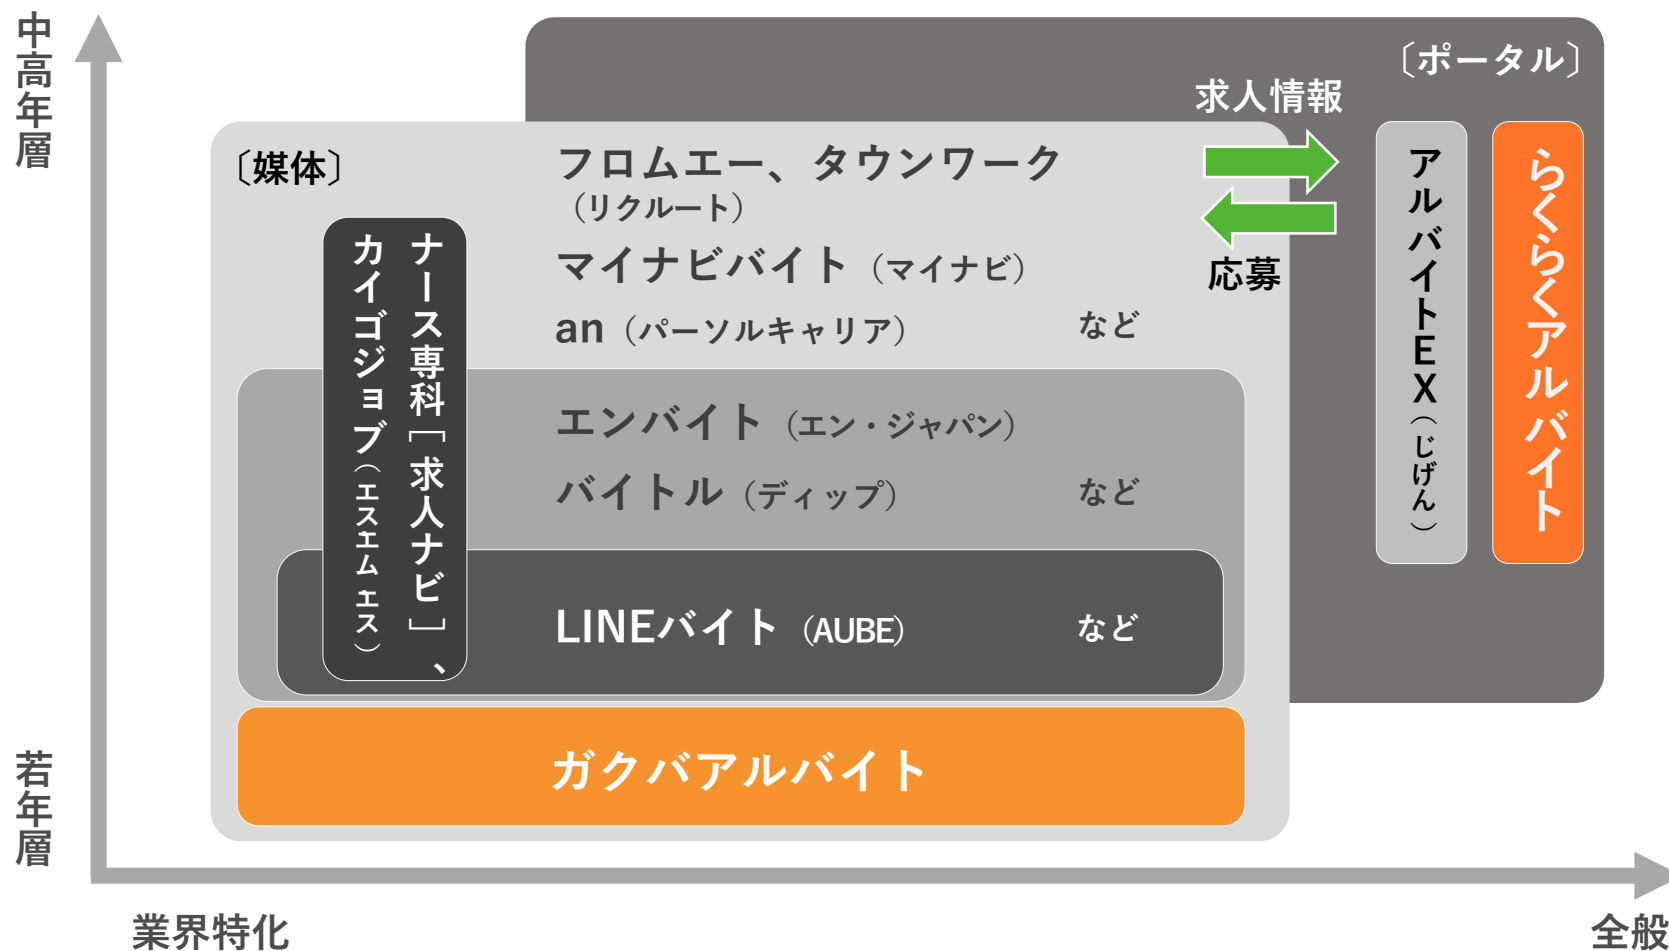 中高年層
〔ポータル〕
求人情報
〔媒体〕
フロムエー、タウンワーク
（リクルート）
マイナビバイト（マイナビ）
an（パーソルキャリア）
など
応募
ナース専科［求人ナビ］、
カイゴジョブ（エスエムエス）
アルバイトEX（じげん）
らくらくアルバイト
エンバイト（エン・ジャパン）
バイトル（ディップ）
など
LINEバイト（AUBE）
など
ガクバアルバイト
若年層
業界特化
全般